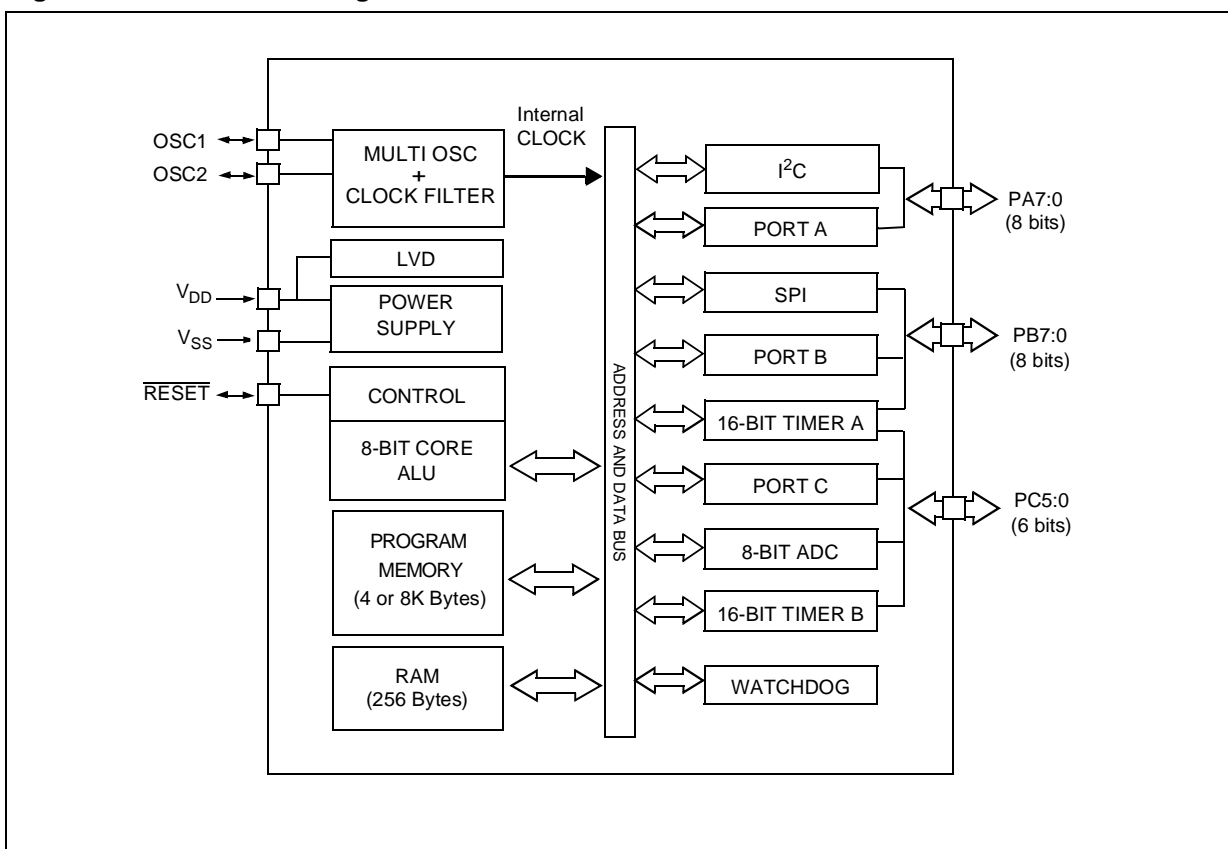 OSC1
OSC2
V_DD
V_SS
RESET
MULTI OSC
+
CLOCK FILTER
LVD
POWER
SUPPLY
CONTROL
8-BIT CORE
ALU
PROGRAM
MEMORY
(4 or 8K Bytes)
RAM
(256 Bytes)
Internal
CLOCK
ADDRESS AND DATA BUS
I²C
PORT A
SPI
PORT B
16-BIT TIMER A
PORT C
8-BIT ADC
16-BIT TIMER B
WATCHDOG
PA7:0
(8 bits)
PB7:0
(8 bits)
PC5:0
(6 bits)